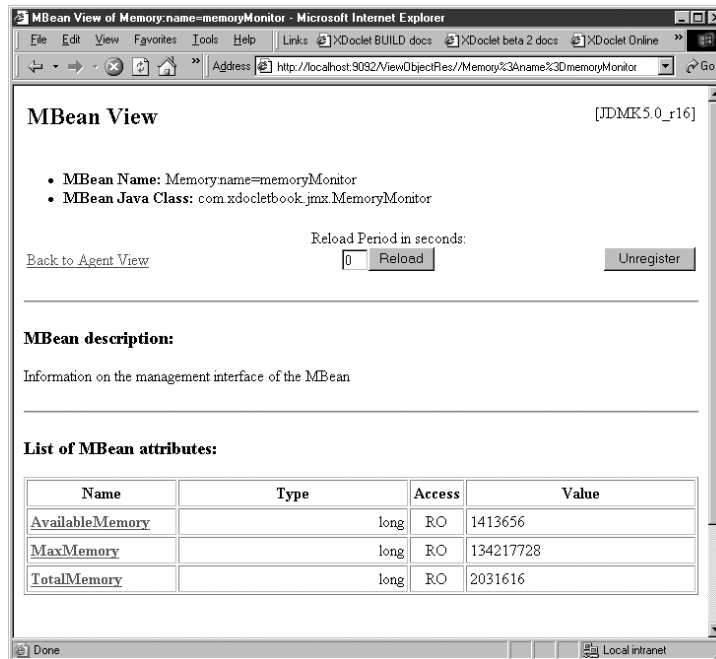 MBean View of Memory:name=memoryMonitor - Microsoft Internet Explorer
File Edit View Favorites Tools Help Links XDoclet BUILD docs XDoclet beta 2 docs XDoclet Online »
» Address http://localhost:9092/ViewObjectRes//Memory%3Aname%3DmemoryMonitor Go
MBean View [JDMK5.0_r16]
• MBean Name: Memory:name=memoryMonitor
• MBean Java Class: com.xdocletbook.jmx.MemoryMonitor
Reload Period in seconds:
Back to Agent View 0 Reload Unregister
MBean description:
Information on the management interface of the MBean
List of MBean attributes:
Name Type Access Value
AvailableMemory long RO 1413656
MaxMemory long RO 134217728
TotalMemory long RO 2031616
Done Local intranet